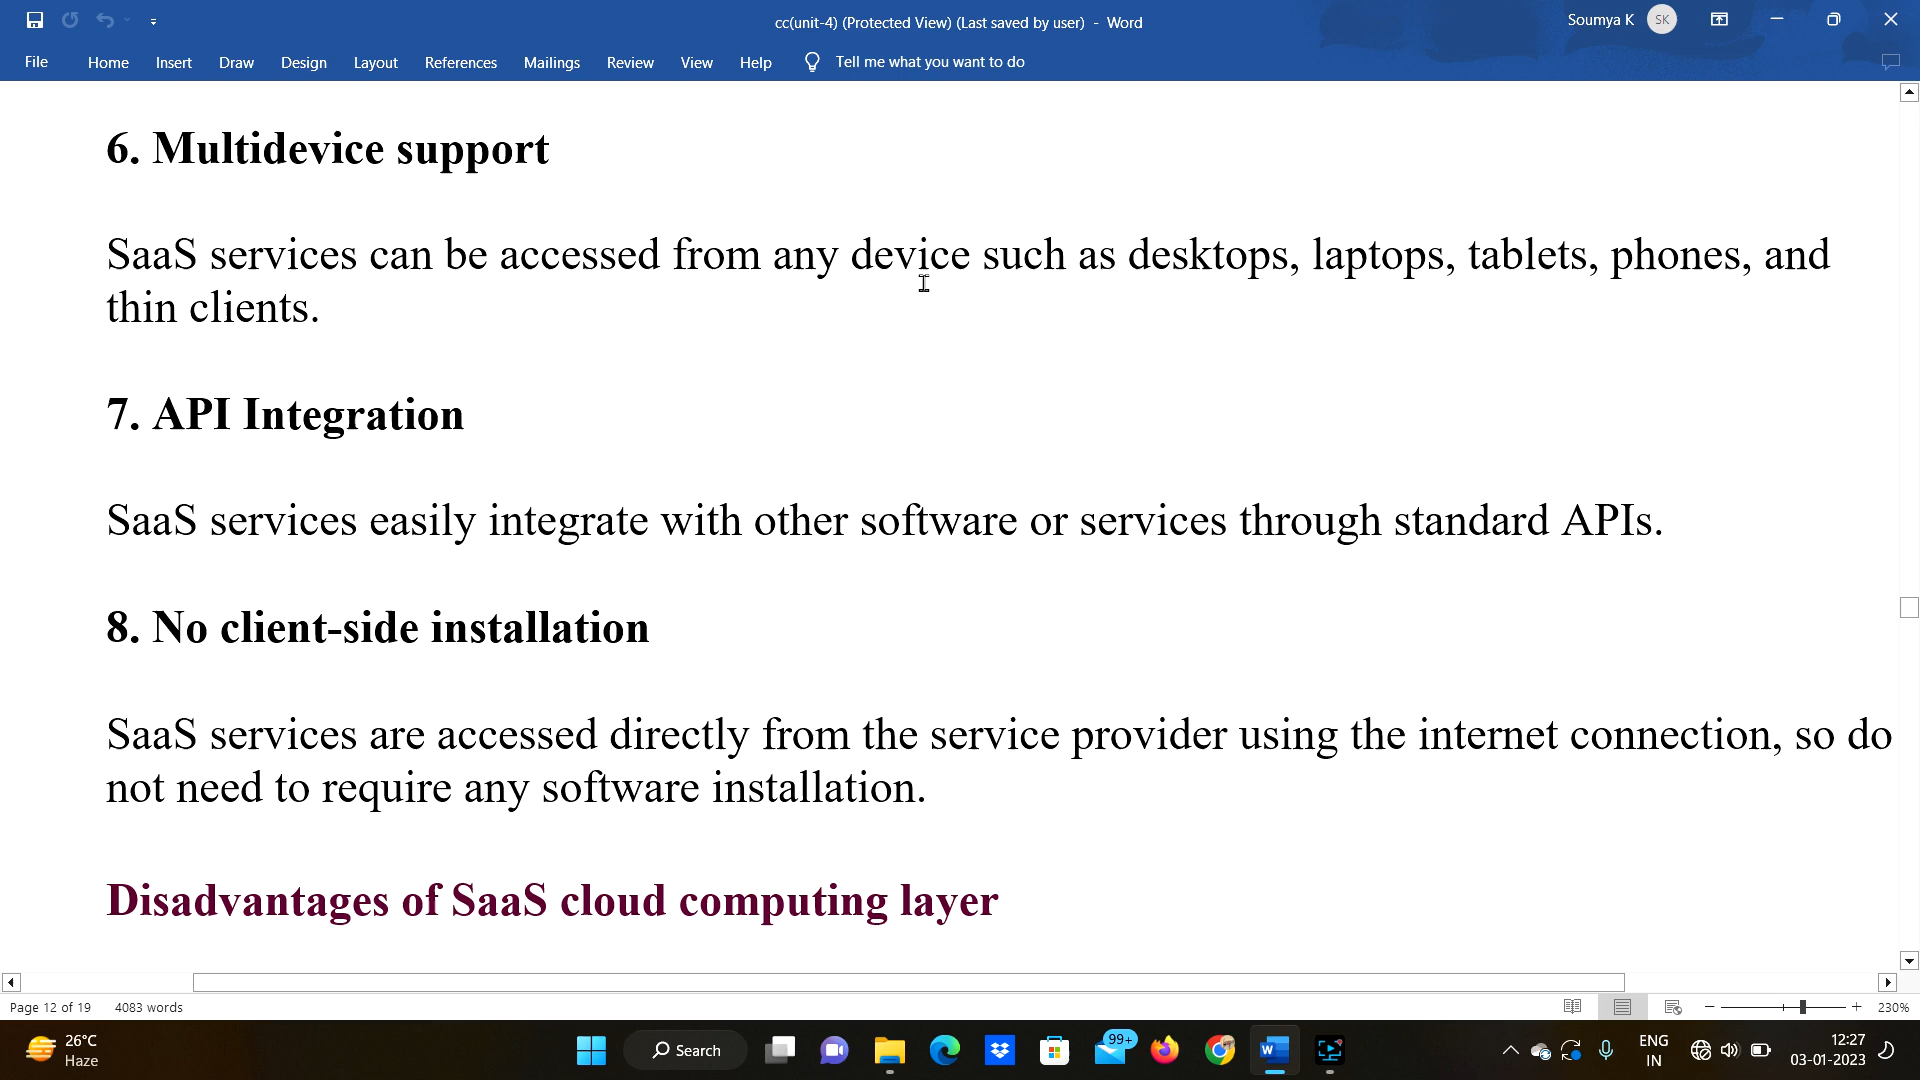 cc(unit-4) (Protected View) (Last saved by user) - Word
Soumya K SK
File Home Insert Draw Design Layout References Mailings Review View Help Tell me what you want to do
6. Multidevice support
SaaS services can be accessed from any device such as desktops, laptops, tablets, phones, and
thin clients.
7. API Integration
SaaS services easily integrate with other software or services through standard APIs.
8. No client-side installation
SaaS services are accessed directly from the service provider using the internet connection, so do
not need to require any software installation.
Disadvantages of SaaS cloud computing layer
Page 12 of 19 4083 words 230%
26°C
Haze
Search
99+
ENG
IN
12:27
03-01-2023